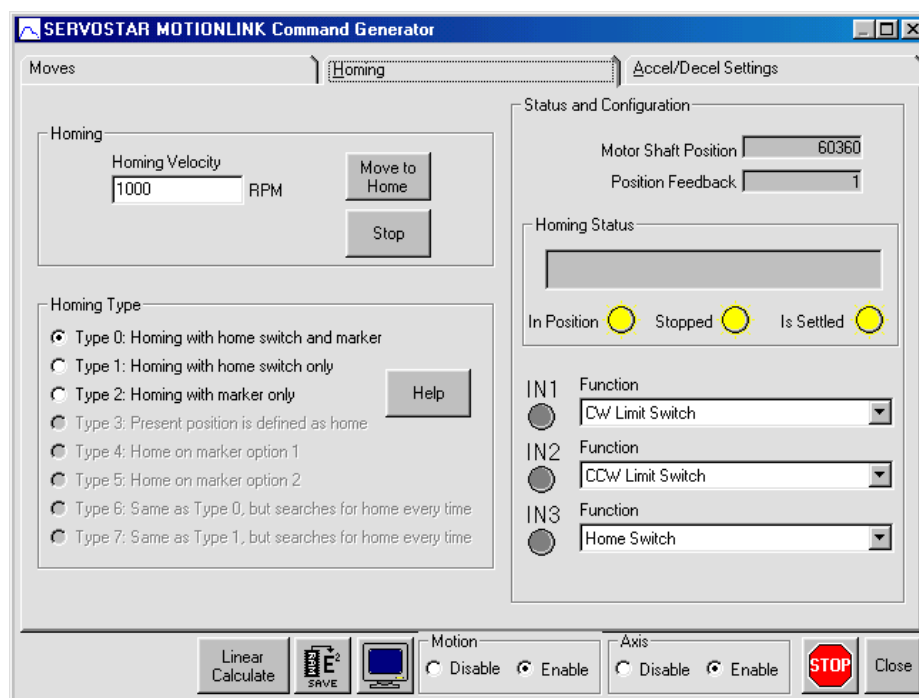 SERVOSTAR MOTIONLINK Command Generator
Moves
Homing
Accel/Decel Settings
Homing
Homing Velocity
1000
RPM
Move to
Home
Stop
Homing Type
Type 0: Homing with home switch and marker
Type 1: Homing with home switch only
Type 2: Homing with marker only
Type 3: Present position is defined as home
Type 4: Home on marker option 1
Type 5: Home on marker option 2
Type 6: Same as Type 0, but searches for home every time
Type 7: Same as Type 1, but searches for home every time
Help
Status and Configuration
Motor Shaft Position 60360
Position Feedback 1
Homing Status
In Position Stopped Is Settled
IN1 Function
CW Limit Switch
IN2 Function
CCW Limit Switch
IN3 Function
Home Switch
Linear
Calculate
E²
SAVE
Motion
Disable Enable
Axis
Disable Enable
STOP
Close